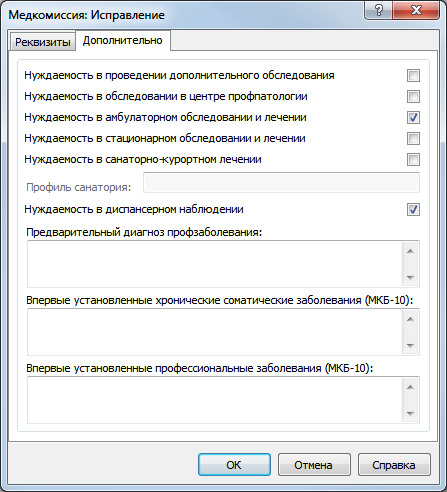 Медкомиссия: Исправление
Реквизиты
Дополнительно
Нуждаемость в проведении дополнительного обследования
Нуждаемость в обследовании в центре профпатологии
Нуждаемость в амбулаторном обследовании и лечении
Нуждаемость в стационарном обследовании и лечении
Нуждаемость в санаторно-курортном лечении
Профиль санатория:
Нуждаемость в диспансерном наблюдении
Предварительный диагноз профзаболевания:
Впервые установленные хронические соматические заболевания (МКБ-10):
Впервые установленные профессиональные заболевания (МКБ-10):
ОК
Отмена
Справка